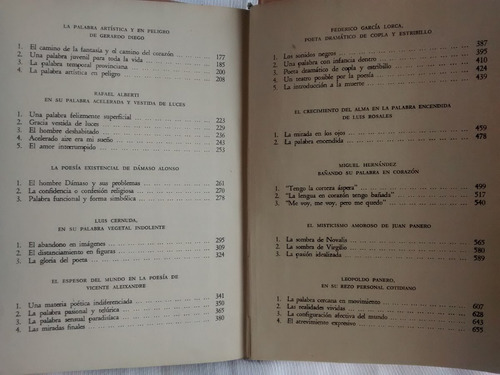 LA PALABRA ARTÍSTICA Y EN PELIGRO
DE GERARDO DIEGO
1. El camino de la fantasía y el camino del corazón 177
2. Una palabra juvenil para toda la vida 185
3. La palabra temporal provinciana 200
4. La palabra artística en peligro 208
RAFAEL ALBERTI
EN SU PALABRA ACELERADA Y VESTIDA DE LUCES
1. Una palabra felizmente superficial 223
2. Gracia vestida de luces 229
3. El hombre deshabitado 236
4. Acelerado aire era mi sueño 243
5. El amor interrumpido 253
LA POESÍA EXISTENCIAL DE DÁMASO ALONSO
1. El hombre Dámaso y sus problemas 261
2. La confidencia o confesión religiosa 270
3. Palabra funcional y forma simbólica 278
LUIS CERNUDA,
EN SU PALABRA VEGETAL INDOLENTE
1. El abandono en imágenes 295
2. El distanciamiento en figuras 309
3. La gloria del poeta 324
EL ESPESOR DEL MUNDO EN LA POESÍA DE
VICENTE ALEIXANDRE
1. Una materia poética indiferenciada 341
2. La palabra pasional y telúrica 350
3. La palabra sensual paradisíaca 365
4. Las miradas finales 380
FEDERICO GARCÍA LORCA,
POETA DRAMÁTICO DE COPLA Y ESTRIBILLO
1. Los sonidos negros 387
2. Una palabra con infancia dentro 395
3. Poeta dramático de copla y estribillo 410
4. Un teatro posible por la poesía 424
5. La introducción a la muerte 439
EL CRECIMIENTO DEL ALMA EN LA PALABRA ENCENDIDA
DE LUIS ROSALES
1. La mirada en los ojos 459
2. La palabra encendida 478
MIGUEL HERNÁNDEZ
BAÑANDO SU PALABRA EN CORAZÓN
1. "Tengo la corteza áspera" 499
2. "La lengua en corazón tengo bañada" 517
3. "Me voy, me voy, pero me quedo" 540
EL MISTICISMO AMOROSO DE JUAN PANERO
1. La sombra de Novalis 565
2. La sombra de Virgilio 580
3. La pasión idealizada 589
LEOPOLDO PANERO,
EN SU REZO PERSONAL COTIDIANO
1. La palabra cercana en movimiento 607
2. Las realidades vividas 628
3. La configuración afectiva del mundo 643
4. El atrevimiento expresivo 655